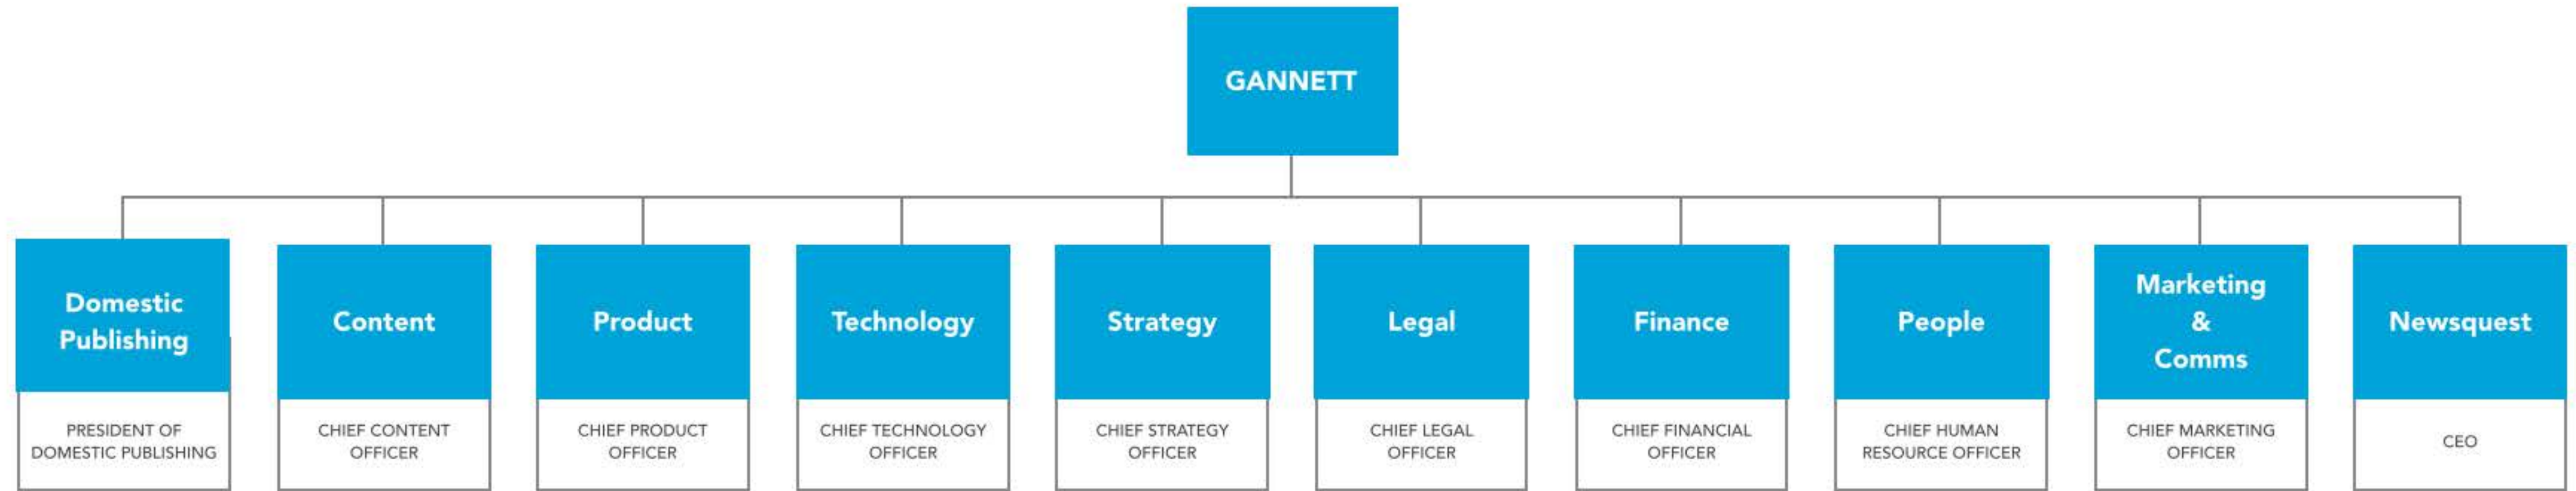 GANNETT
Domestic
Publishing
PRESIDENT OF
DOMESTIC PUBLISHING
Content
CHIEF CONTENT
OFFICER
Product
CHIEF PRODUCT
OFFICER
Technology
CHIEF TECHNOLOGY
OFFICER
Strategy
CHIEF STRATEGY
OFFICER
Legal
CHIEF LEGAL
OFFICER
Finance
CHIEF FINANCIAL
OFFICER
People
CHIEF HUMAN
RESOURCE OFFICER
Marketing
&
Comms
CHIEF MARKETING
OFFICER
Newsquest
CEO